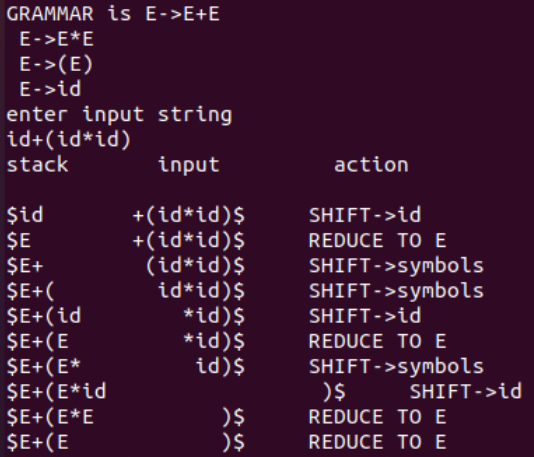 GRAMMAR is E->E+E
E->E*E
E->(E)
E->id
enter input string
id+(id*id)
stack input action
$id +(id*id)$ SHIFT->id
$E +(id*id)$ REDUCE TO E
$E+ (id*id)$ SHIFT->symbols
$E+( id*id)$ SHIFT->symbols
$E+(id *id)$ SHIFT->id
$E+(E *id)$ REDUCE TO E
$E+(E* id)$ SHIFT->symbols
$E+(E*id )$ SHIFT->id
$E+(E*E )$ REDUCE TO E
$E+(E )$ REDUCE TO E